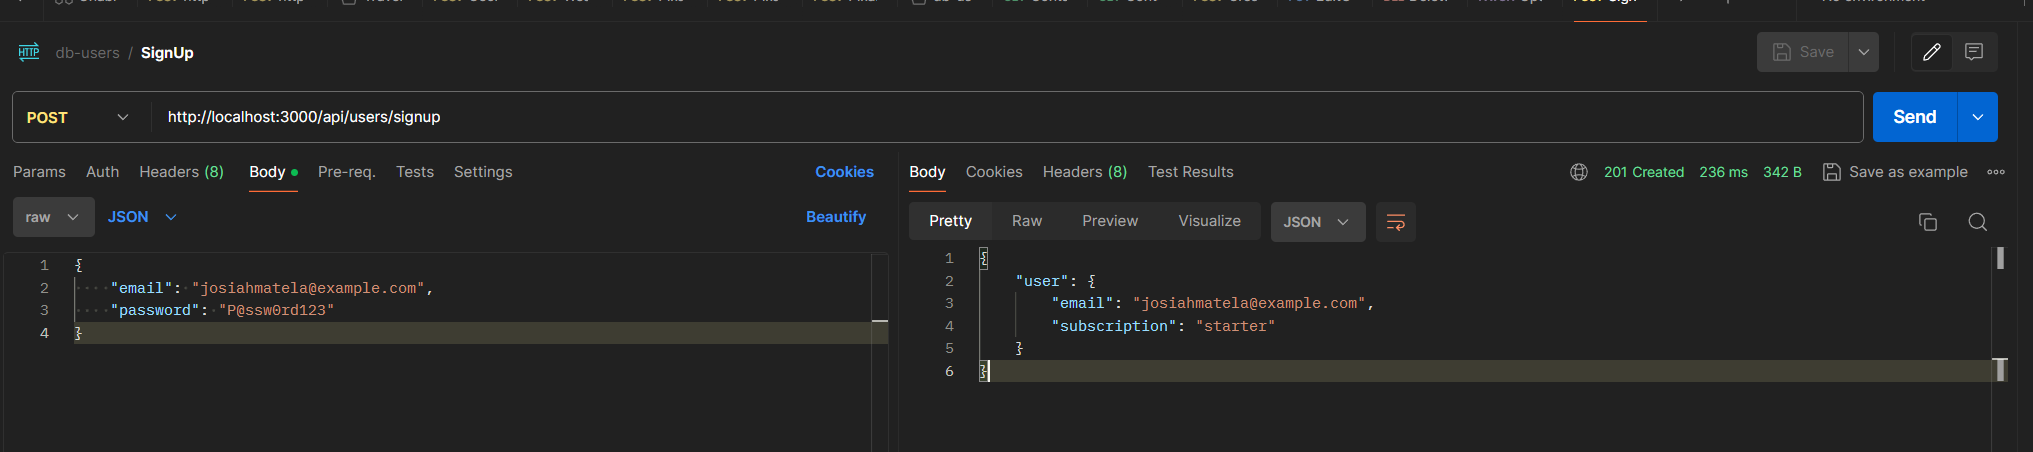 HTTP db-users / SignUp Save
POST http://localhost:3000/api/users/signup Send
Params Auth Headers (8) Body Pre-req. Tests Settings Cookies
raw JSON Beautify
1 {
2 "email": "josiahmatela@example.com",
3 "password": "P@ssw0rd123"
4 }
Body Cookies Headers (8) Test Results 201 Created 236 ms 342 B Save as example
Pretty Raw Preview Visualize JSON
1 {
2 "user": {
3 "email": "josiahmatela@example.com",
4 "subscription": "starter"
5 }
6 }